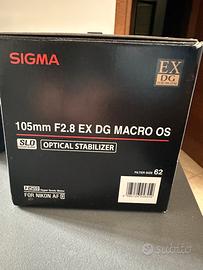 SIGMA
EX
DG
105mm F2.8 EX DG MACRO OS
SLD
OPTICAL STABILIZER
HSM
FOR NIKON AF D
FILTER SIZE 62
subito